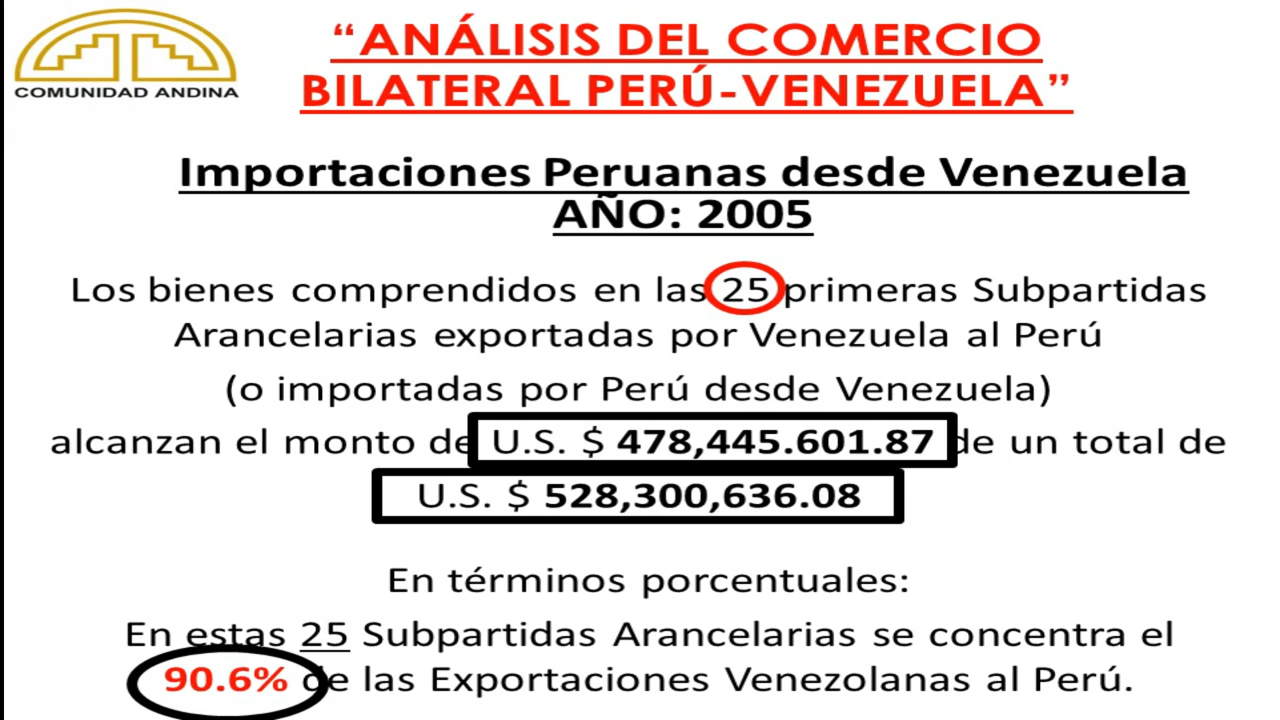 COMUNIDAD ANDINA
“ANÁLISIS DEL COMERCIO
BILATERAL PERÚ-VENEZUELA”
Importaciones Peruanas desde Venezuela
AÑO: 2005
Los bienes comprendidos en las 25 primeras Subpartidas
Arancelarias exportadas por Venezuela al Perú
(o importadas por Perú desde Venezuela)
alcanzan el monto de U.S. $ 478,445.601.87 de un total de
U.S. $ 528,300,636.08
En términos porcentuales:
En estas 25 Subpartidas Arancelarias se concentra el
90.6% de las Exportaciones Venezolanas al Perú.